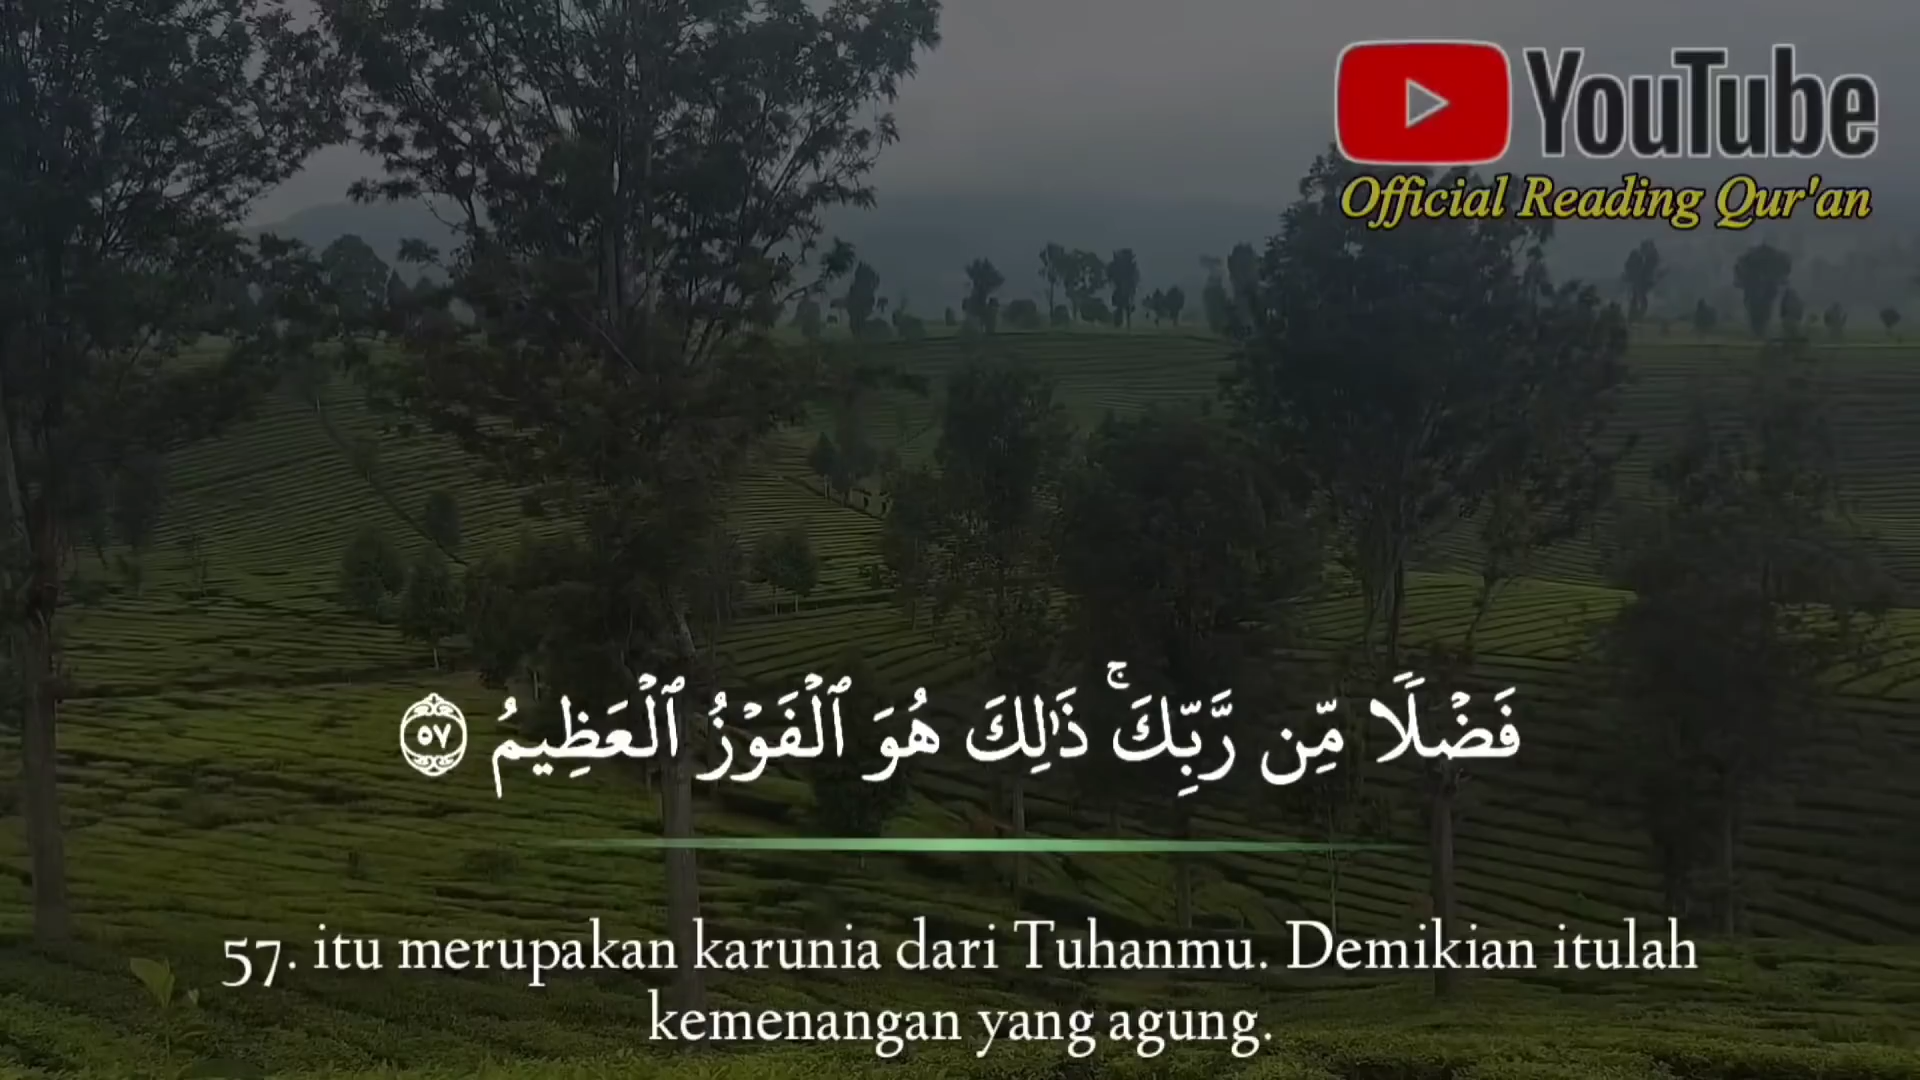 YouTube
Official Reading Qur'an
فَضْلًا مِّن رَّبِّكَ ۚ ذَٰلِكَ هُوَ ٱلْفَوْزُ ٱلْعَظِيمُ ٥٧
57. itu merupakan karunia dari Tuhanmu. Demikian itulah
kemenangan yang agung.